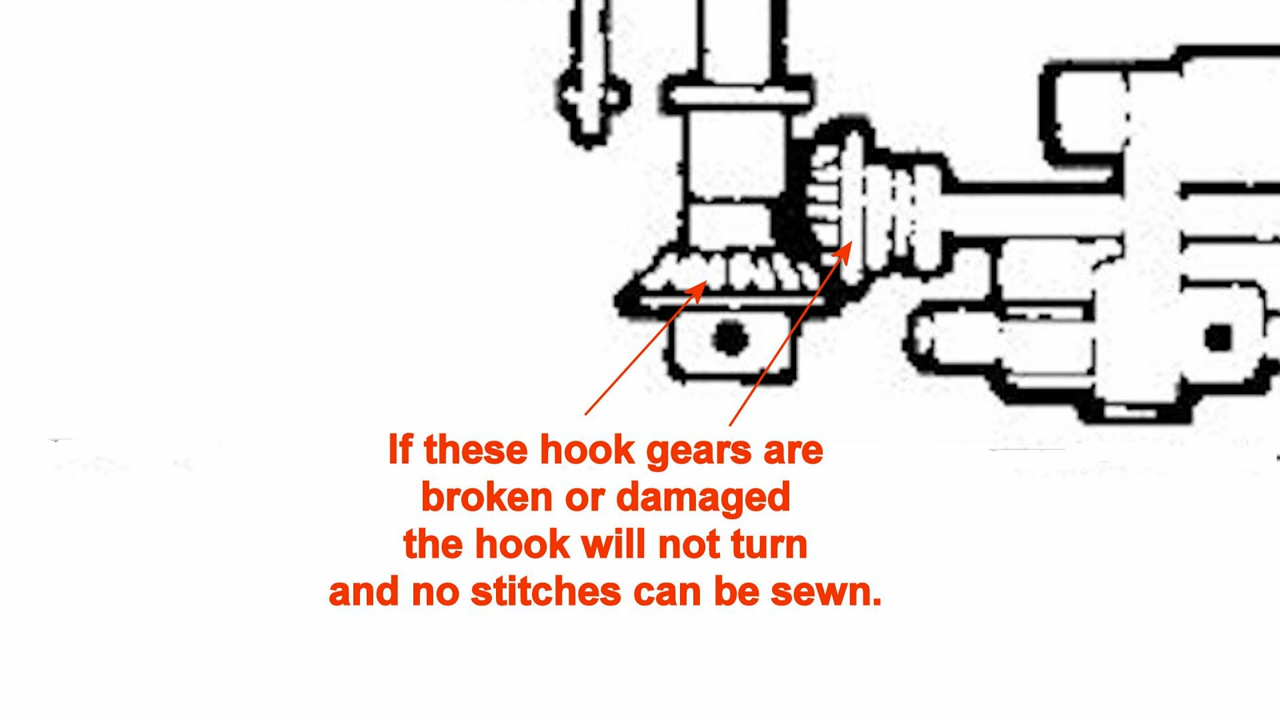 If these hook gears are
broken or damaged
the hook will not turn
and no stitches can be sewn.